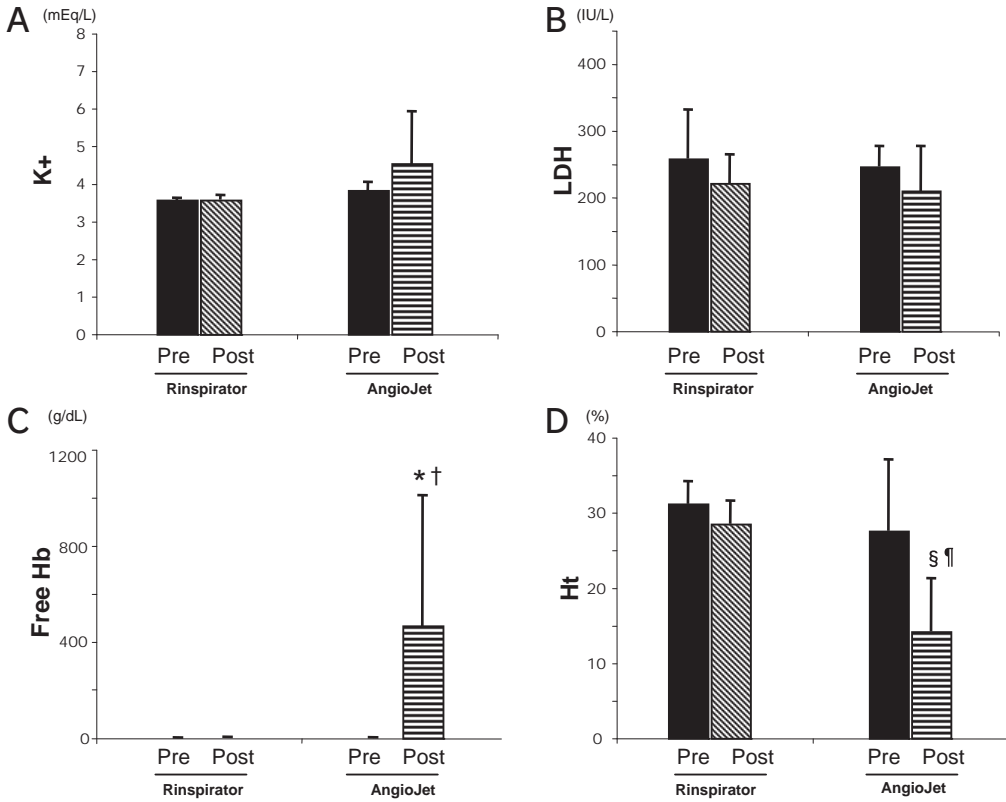 A (mEq/L)
8
7
6
5
4
3
2
1
0
K+
Pre Post Pre Post
Rinspirator AngioJet
B (IU/L)
400
300
200
100
0
LDH
Pre Post Pre Post
Rinspirator AngioJet
C (g/dL)
1200
800
400
0
Free Hb
* †
Pre Post Pre Post
Rinspirator AngioJet
D (%)
40
30
20
10
0
Ht
§ ¶
Pre Post Pre Post
Rinspirator AngioJet